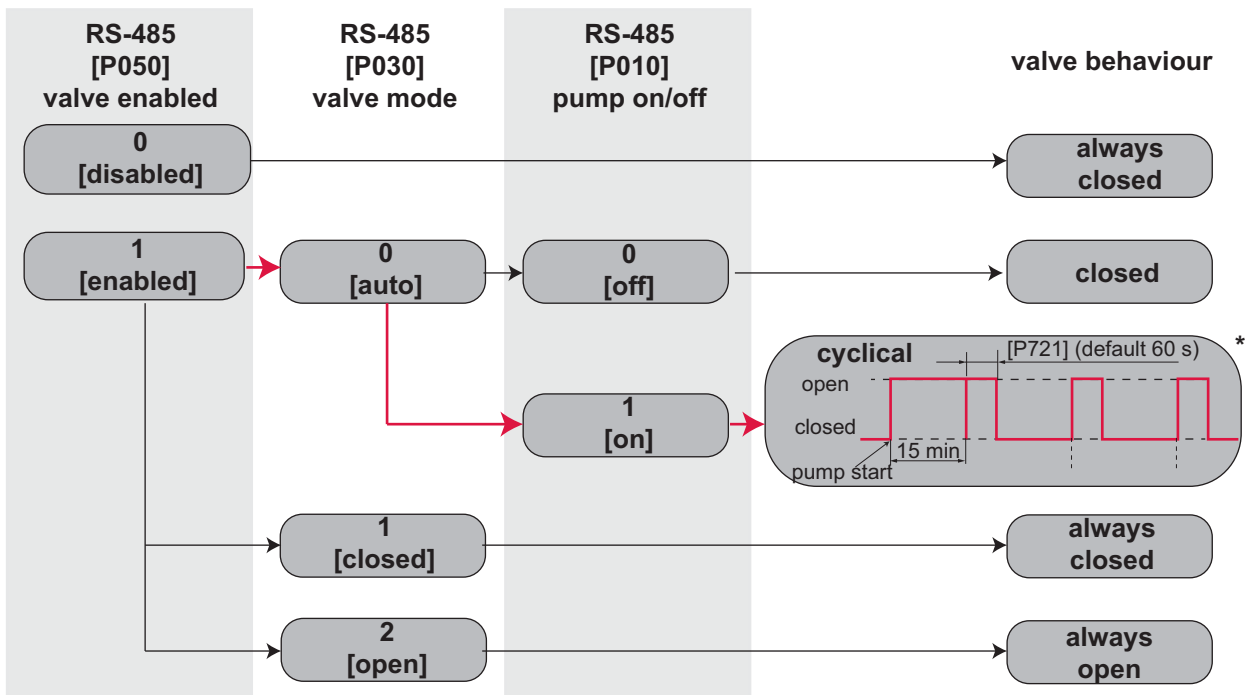 RS-485
[P050]
valve enabled
RS-485
[P030]
valve mode
RS-485
[P010]
pump on/off
valve behaviour
0
[disabled]
always
closed
1
[enabled]
0
[auto]
0
[off]
closed
1
[on]
cyclical
[P721] (default 60 s)
*
open
closed
15 min
pump start
1
[closed]
always
closed
2
[open]
always
open